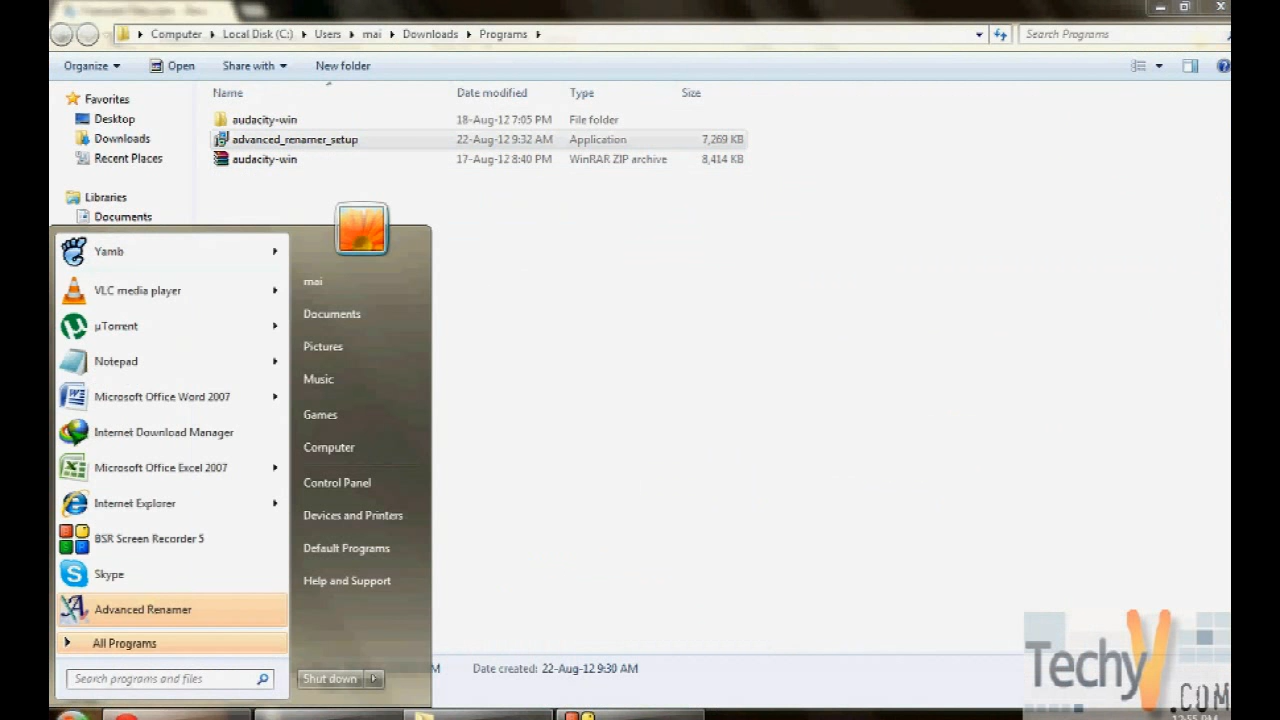 Computer Local Disk (C:) Users mai Downloads Programs
Search Programs
Organize Open Share with New folder
Name Date modified Type Size
Favorites
Desktop
Downloads
Recent Places
Libraries
Documents
audacity-win 18-Aug-12 7:05 PM File folder
advanced_renamer_setup 22-Aug-12 9:32 AM Application 7,269 KB
audacity-win 17-Aug-12 8:40 PM WinRAR ZIP archive 8,414 KB
Yamb
VLC media player
µTorrent
Notepad
Microsoft Office Word 2007
Internet Download Manager
Microsoft Office Excel 2007
Internet Explorer
BSR Screen Recorder 5
Skype
Advanced Renamer
All Programs
Search programs and files
mai
Documents
Pictures
Music
Games
Computer
Control Panel
Devices and Printers
Default Programs
Help and Support
Shut down
M Date created: 22-Aug-12 9:30 AM
TechyV.COM
12:55 PM